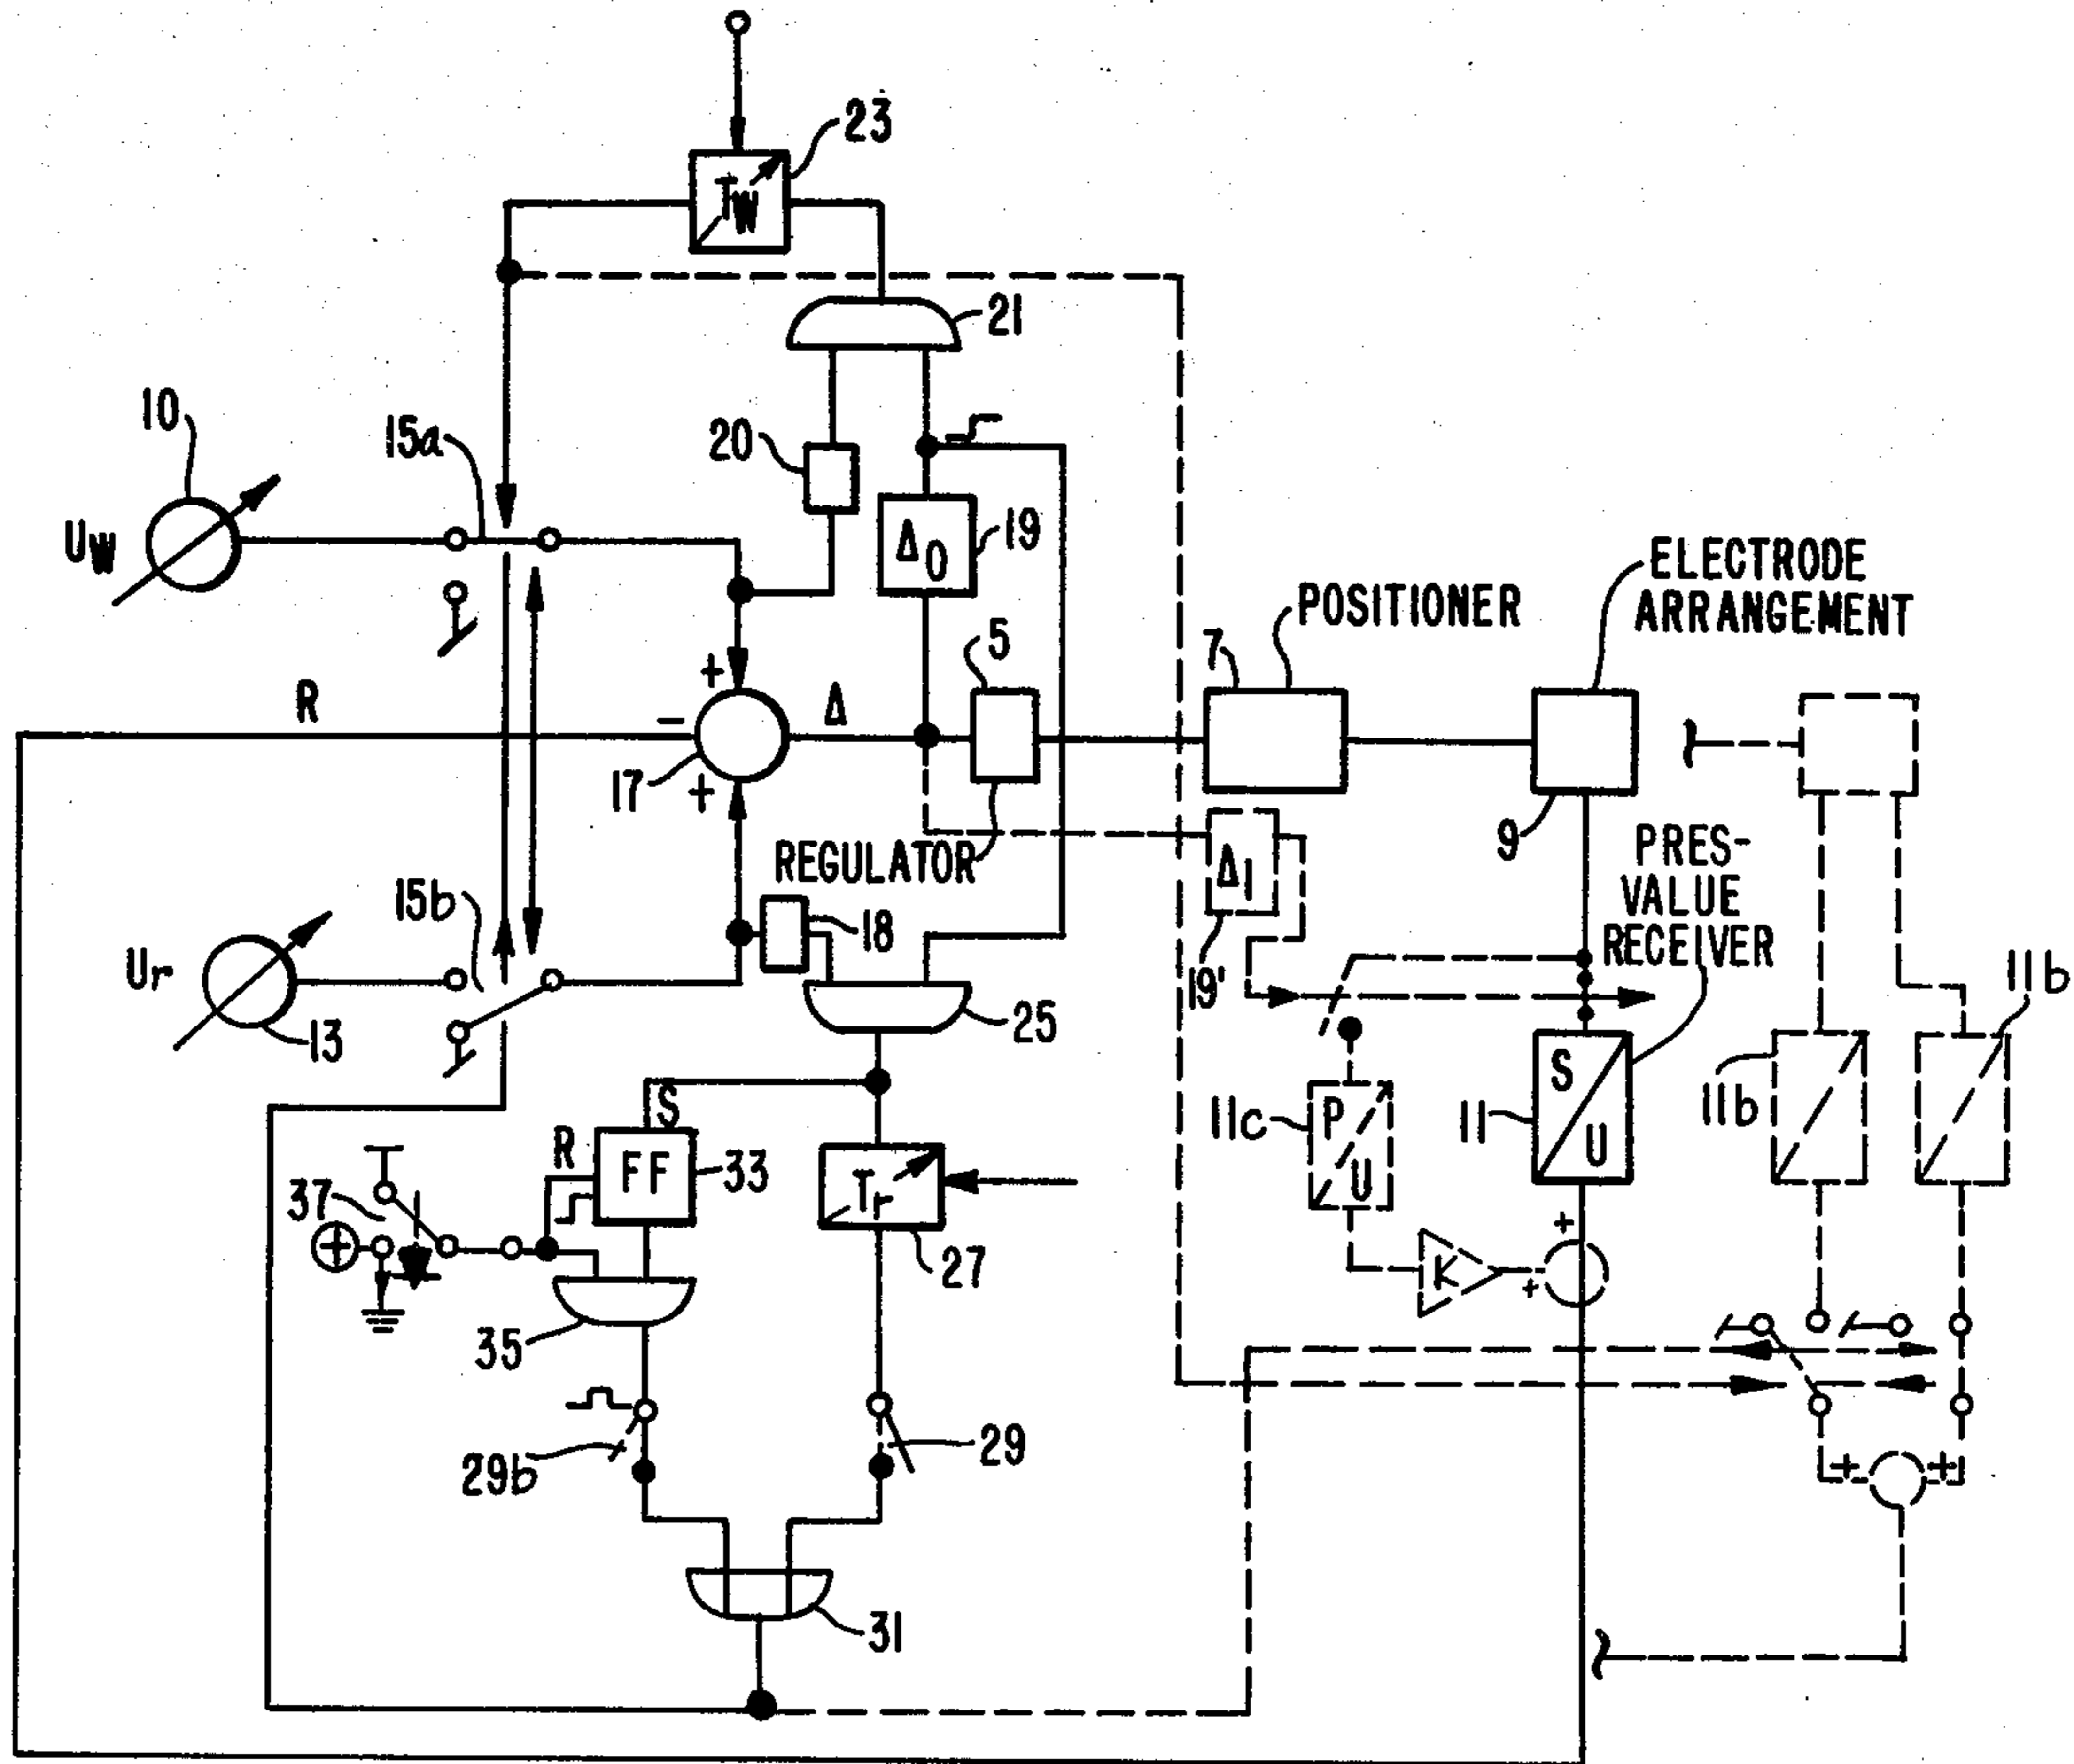 23
TW
21
10
15a
20
UW
Δ0
19
ELECTRODE
ARRANGEMENT
POSITIONER
5
7
R
+
−
Δ
17
+
REGULATOR
9
PRES-
VALUE
RECEIVER
Δ1
19'
15b
18
Ur
13
25
11b
S
S
U
11
11b
11c
P
U
R
FF
33
Tr
37
+
27
K
+
+
35
29b
29
+
+
31